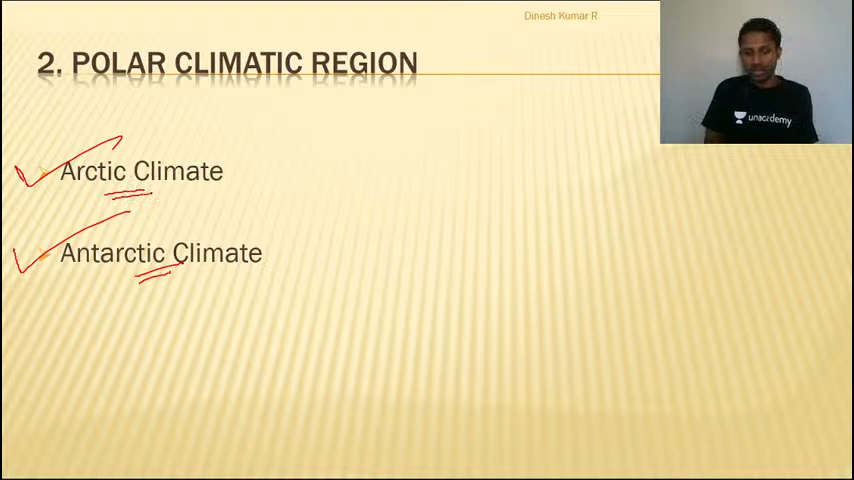 Dinesh Kumar R
2. POLAR CLIMATIC REGION
unacademy
Arctic Climate
Antarctic Climate